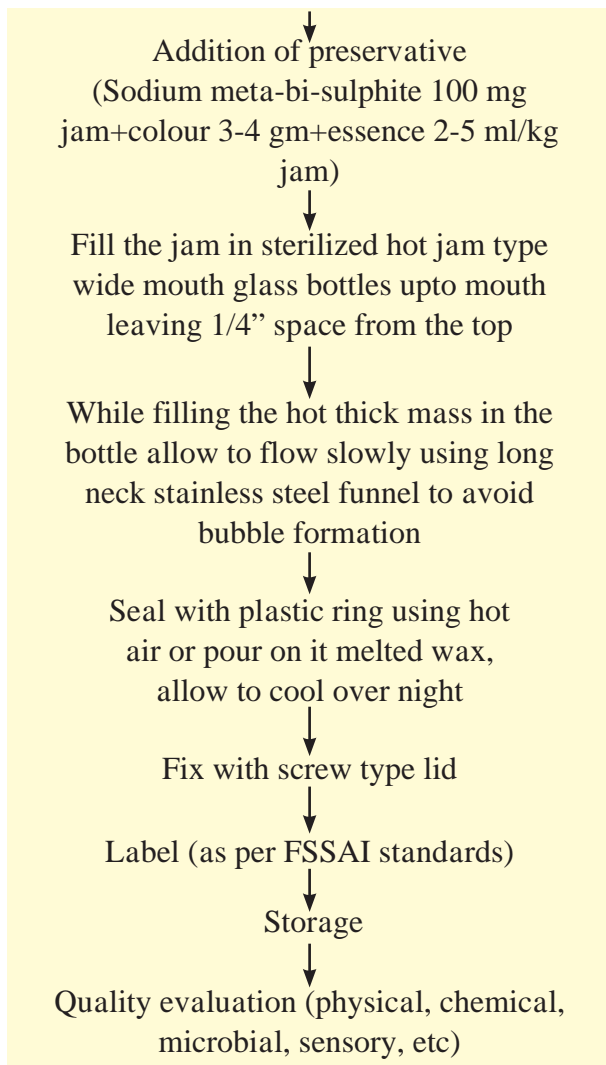 Addition of preservative
(Sodium meta-bi-sulphite 100 mg
jam+colour 3-4 gm+essence 2-5 ml/kg
jam)
Fill the jam in sterilized hot jam type
wide mouth glass bottles upto mouth
leaving 1/4” space from the top
While filling the hot thick mass in the
bottle allow to flow slowly using long
neck stainless steel funnel to avoid
bubble formation
Seal with plastic ring using hot
air or pour on it melted wax,
allow to cool over night
Fix with screw type lid
Label (as per FSSAI standards)
Storage
Quality evaluation (physical, chemical,
microbial, sensory, etc)